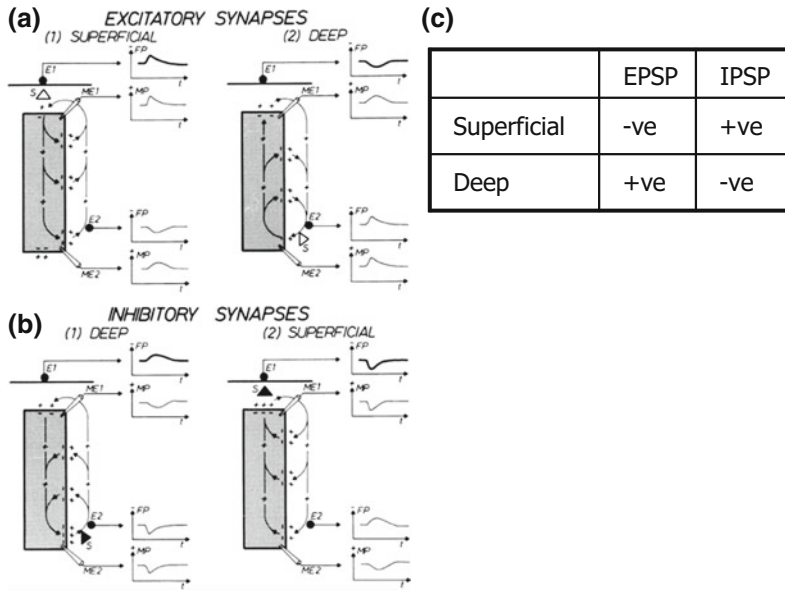 (a)
EXCITATORY SYNAPSES
(1) SUPERFICIAL
(2) DEEP
E1
FP
t
S
ME1
MP
t
E2
FP
t
ME2
MP
t
E1
FP
t
ME1
MP
t
E2
FP
t
S
ME2
MP
t
(b)
INHIBITORY SYNAPSES
(1) DEEP
(2) SUPERFICIAL
E1
FP
t
ME1
MP
t
E2
FP
t
S
ME2
MP
t
E1
FP
t
S
ME1
MP
t
E2
FP
t
ME2
MP
t
(c)
EPSP IPSP
Superficial -ve +ve
Deep +ve -ve